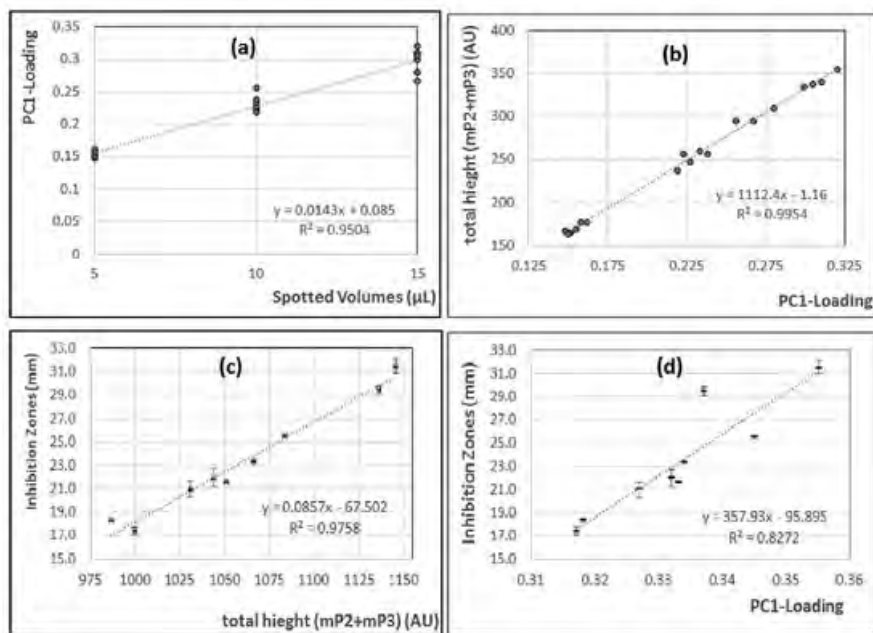 (a)
PC1-Loading
0.35
0.3
0.25
0.2
0.15
0.1
0.05
0
y = 0.0143x + 0.085
R² = 0.9504
5
10
15
Spotted Volumes (µL)
(b)
total hieght (mP2+mP3) (AU)
400
350
300
250
200
150
y = 1112.4x - 1.16
R² = 0.9954
0.125
0.175
0.225
0.275
0.325
PC1-Loading
(c)
Inhibition Zones (mm)
33.0
31.0
29.0
27.0
25.0
23.0
21.0
19.0
17.0
15.0
y = 0.0857x - 67.502
R² = 0.9758
975
1000
1025
1050
1075
1100
1125
1150
total hieght (mP2+mP3) (AU)
(d)
Inhibition Zones (mm)
33.0
31.0
29.0
27.0
25.0
23.0
21.0
19.0
17.0
15.0
y = 357.93x - 95.895
R² = 0.8272
0.31
0.32
0.33
0.34
0.35
0.36
PC1-Loading